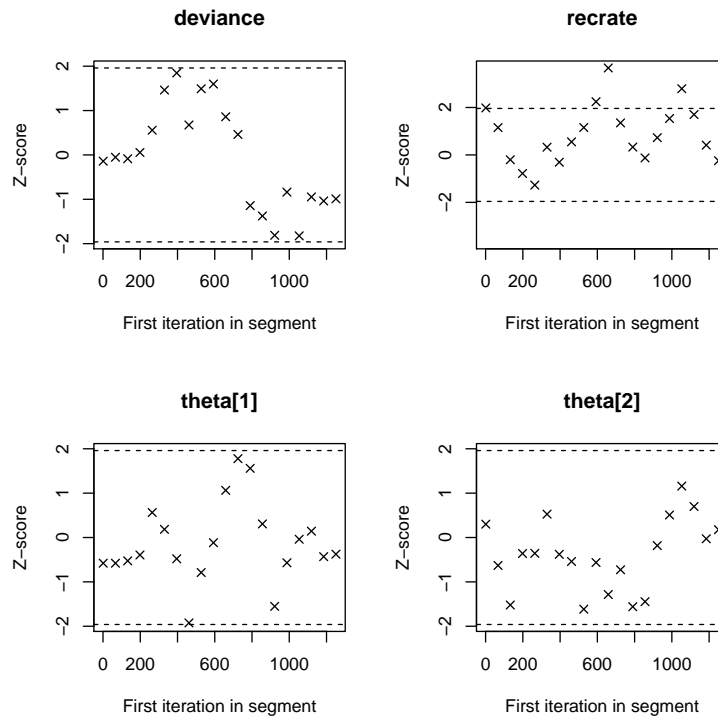 deviance
Z−score
2
1
0
−1
−2
0 200 600 1000
First iteration in segment
recrate
Z−score
2
0
−2
0 200 600 1000
First iteration in segment
theta[1]
Z−score
2
1
0
−1
−2
0 200 600 1000
First iteration in segment
theta[2]
Z−score
2
1
0
−1
−2
0 200 600 1000
First iteration in segment